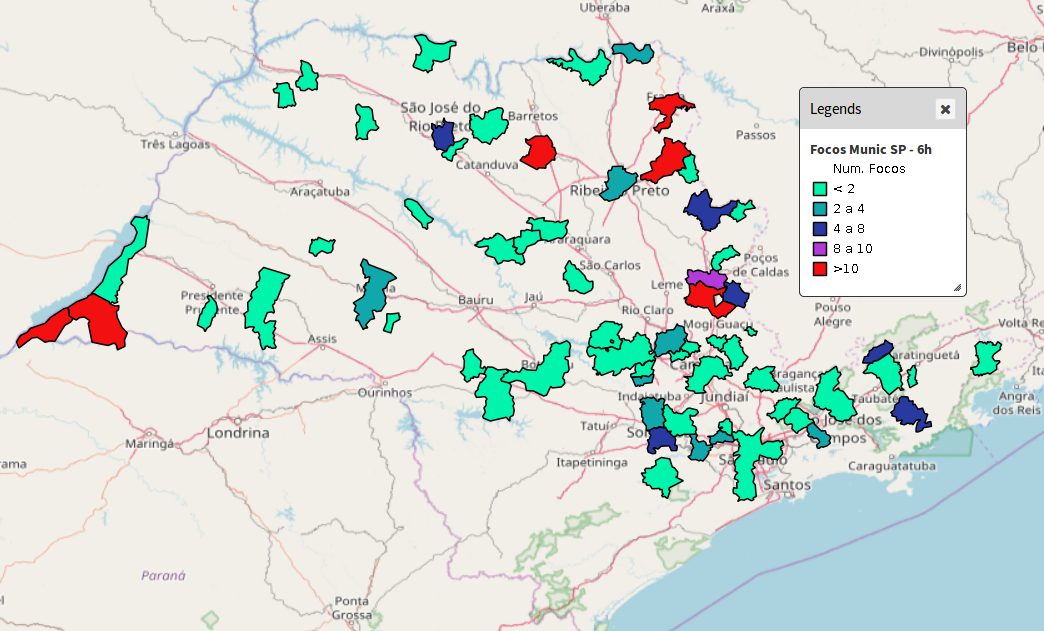 Uberaba
Araxá
Divinópolis
Belo
São José do
Rio Preto
Barretos
Franca
Passos
Três Lagoas
Catanduva
Araçatuba
Ribeirão Preto
Araraquara
São Carlos
Poços
de Caldas
Leme
Presidente
Prudente
Marília
Bauru
Jaú
Rio Claro
Mogi Guaçu
Pouso
Alegre
Volta Re
Assis
Ourinhos
Indaiatuba
Jundiaí
Bragança
Paulista
Taubaté
aratinguetá
Angra
dos Reis
Londrina
Maringá
Tatuí
São José dos
Campos
Itapetininga
São Paulo
Santos
Caraguatatuba
Paraná
Ponta
Grossa
rama
Legends
Focos Munic SP - 6h
Num. Focos
< 2
2 a 4
4 a 8
8 a 10
>10